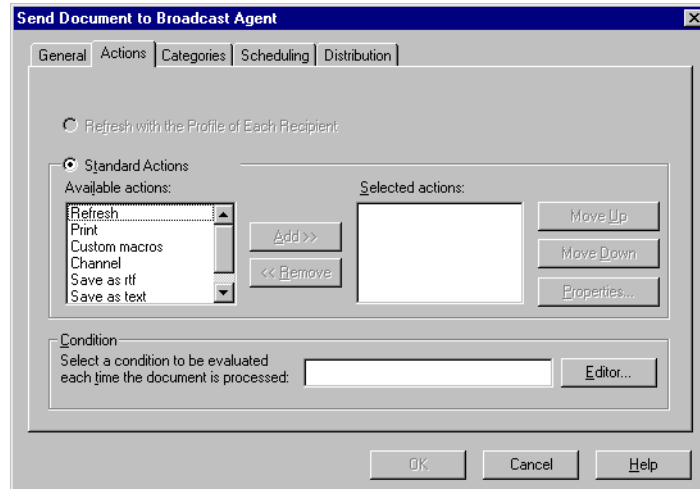 Send Document to Broadcast Agent
General Actions Categories Scheduling Distribution
Refresh with the Profile of Each Recipient
Standard Actions
Available actions: Selected actions:
Refresh
Print
Custom macros
Channel
Save as rtf
Save as text
Add >>
<< Remove
Move Up
Move Down
Properties...
Condition
Select a condition to be evaluated
each time the document is processed:
Editor...
OK Cancel Help